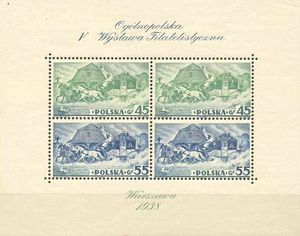 Ogólnopolska
V Wystawa Filatelistyczna
POLSKA GR 45
POLSKA GR 45
POLSKA GR 55
POLSKA GR 55
Warszawa
1938